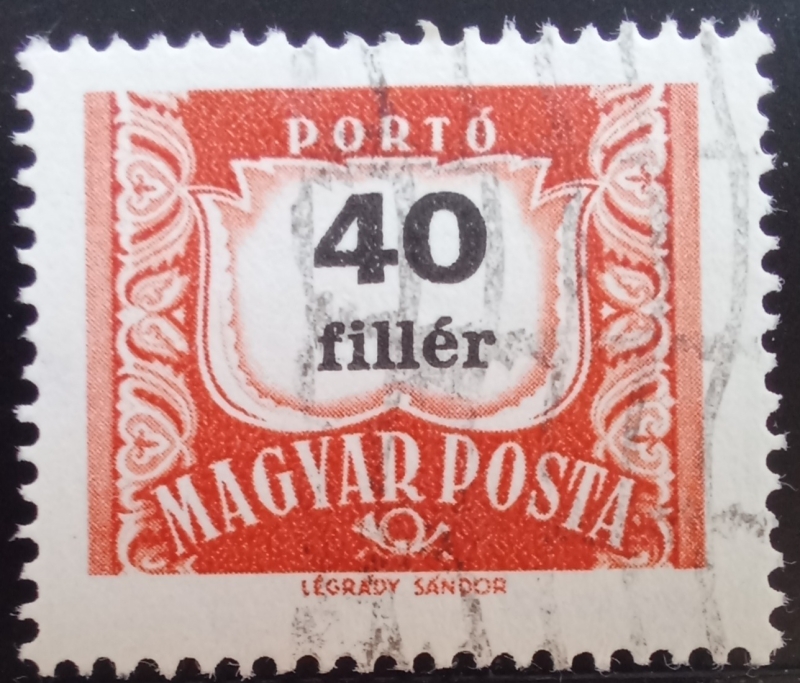 PORTÓ
40
fillér
MAGYAR POSTA
LÉGRÁDY SÁNDOR